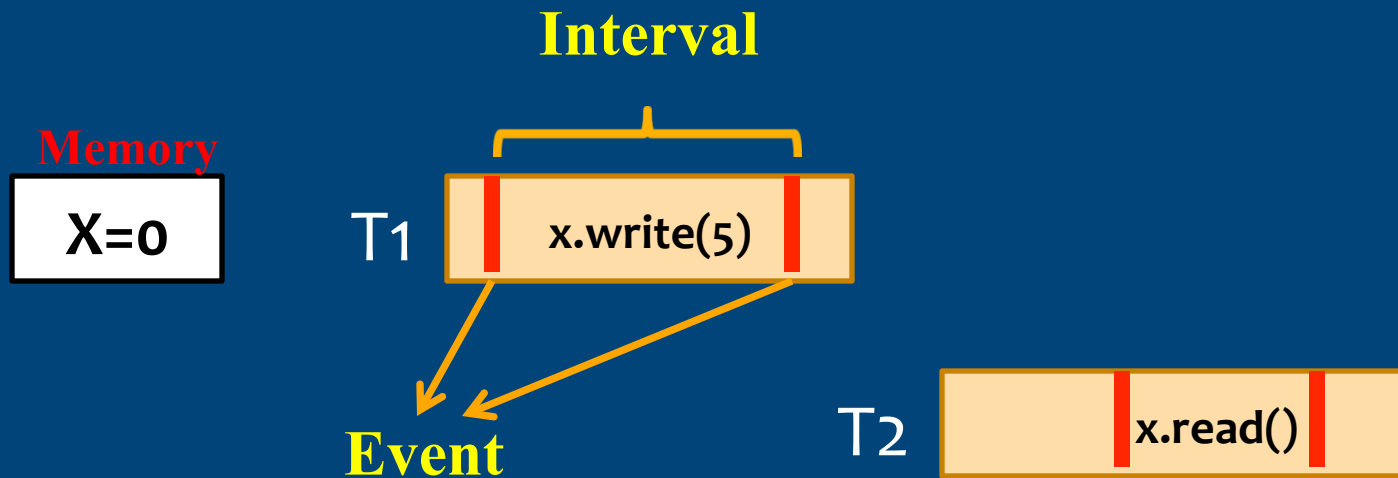 Interval
Memory
X=0
T1
x.write(5)
Event
T2
x.read()